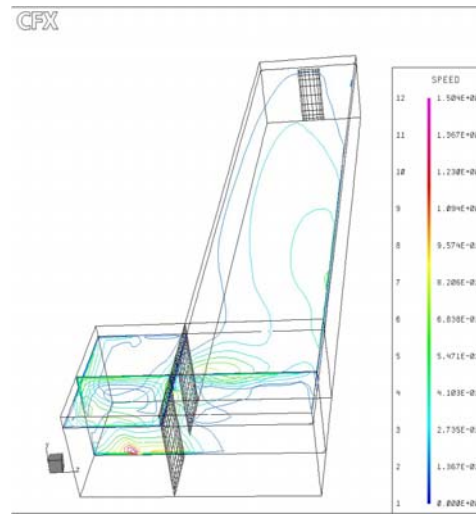 CFX
SPEED
12 1.504E+0
11 1.367E+0
10 1.230E+0
9 1.094E+0
8 9.574E-0
7 8.206E-0
6 6.838E-0
5 5.471E-0
4 4.103E-0
3 2.735E-0
2 1.367E-0
1 0.000E+0
Y
Z